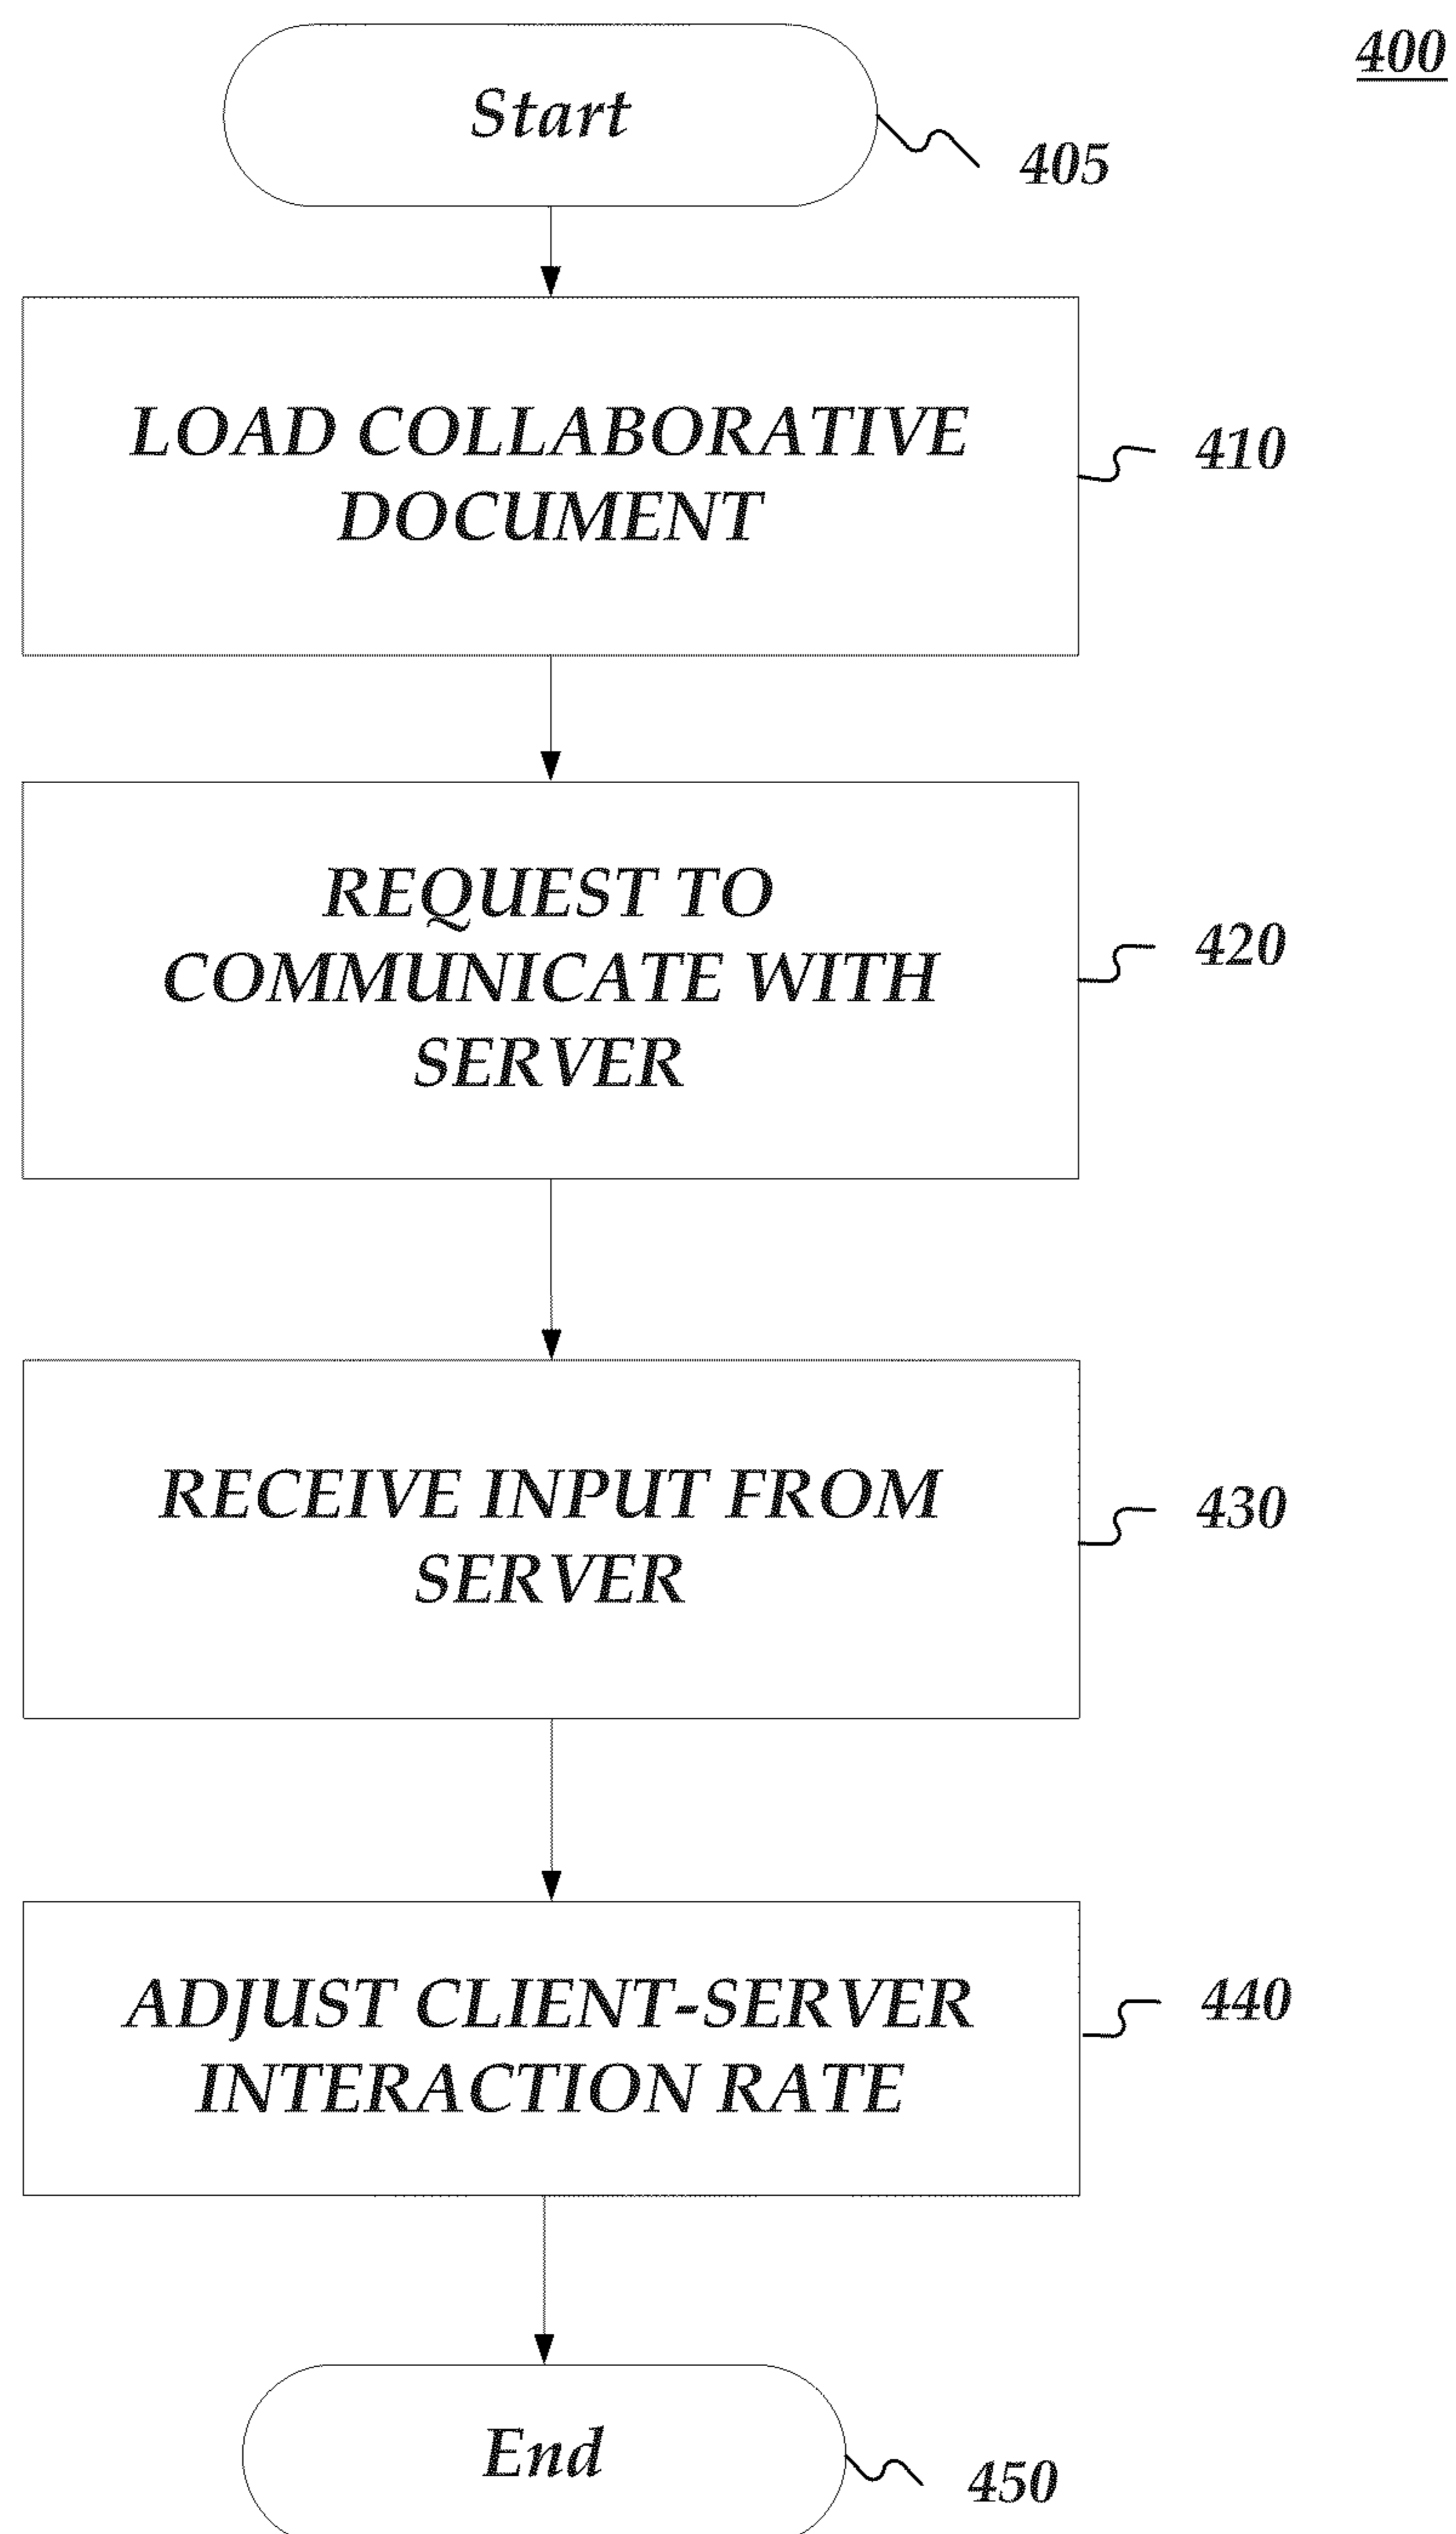 400
Start
405
LOAD COLLABORATIVE
DOCUMENT
410
REQUEST TO
COMMUNICATE WITH
SERVER
420
RECEIVE INPUT FROM
SERVER
430
ADJUST CLIENT-SERVER
INTERACTION RATE
440
End
450